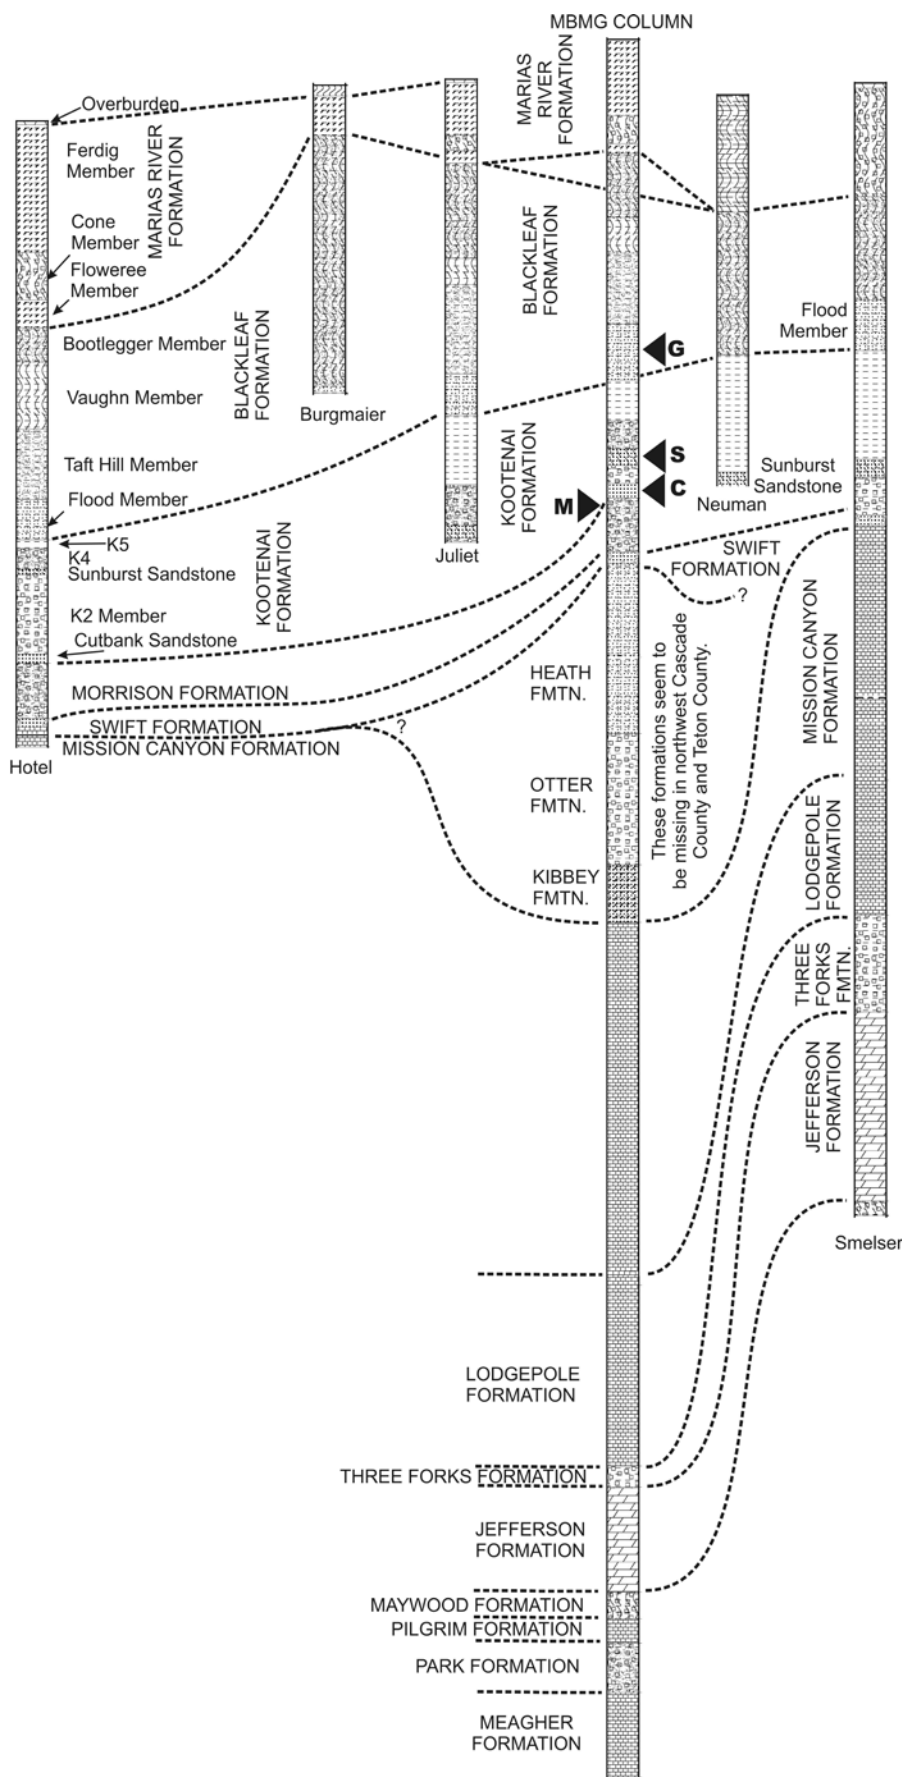 MBMG COLUMN
Overburden
Ferdig
Member
MARIAS RIVER
FORMATION
Cone
Member
Floweree
Member
Bootlegger Member
BLACKLEAF
FORMATION
Vaughn Member
Taft Hill Member
Flood Member
K5
K4
Sunburst Sandstone
KOOTENAI
FORMATION
K2 Member
Cutbank Sandstone
MORRISON FORMATION
SWIFT FORMATION
MISSION CANYON FORMATION
?
Hotel
Burgmaier
Juliet
MARIAS
RIVER
FORMATION
BLACKLEAF
FORMATION
KOOTENAI
FORMATION
G
S
C
M
Neuman
Flood
Member
Sunburst
Sandstone
SWIFT
FORMATION
?
HEATH
FMTN.
OTTER
FMTN.
KIBBEY
FMTN.
These formations seem to
be missing in northwest Cascade
County and Teton County.
MISSION CANYON
FORMATION
LODGEPOLE
FORMATION
THREE
FORKS
FMTN.
JEFFERSON
FORMATION
Smelser
LODGEPOLE
FORMATION
THREE FORKS FORMATION
JEFFERSON
FORMATION
MAYWOOD FORMATION
PILGRIM FORMATION
PARK FORMATION
MEAGHER
FORMATION